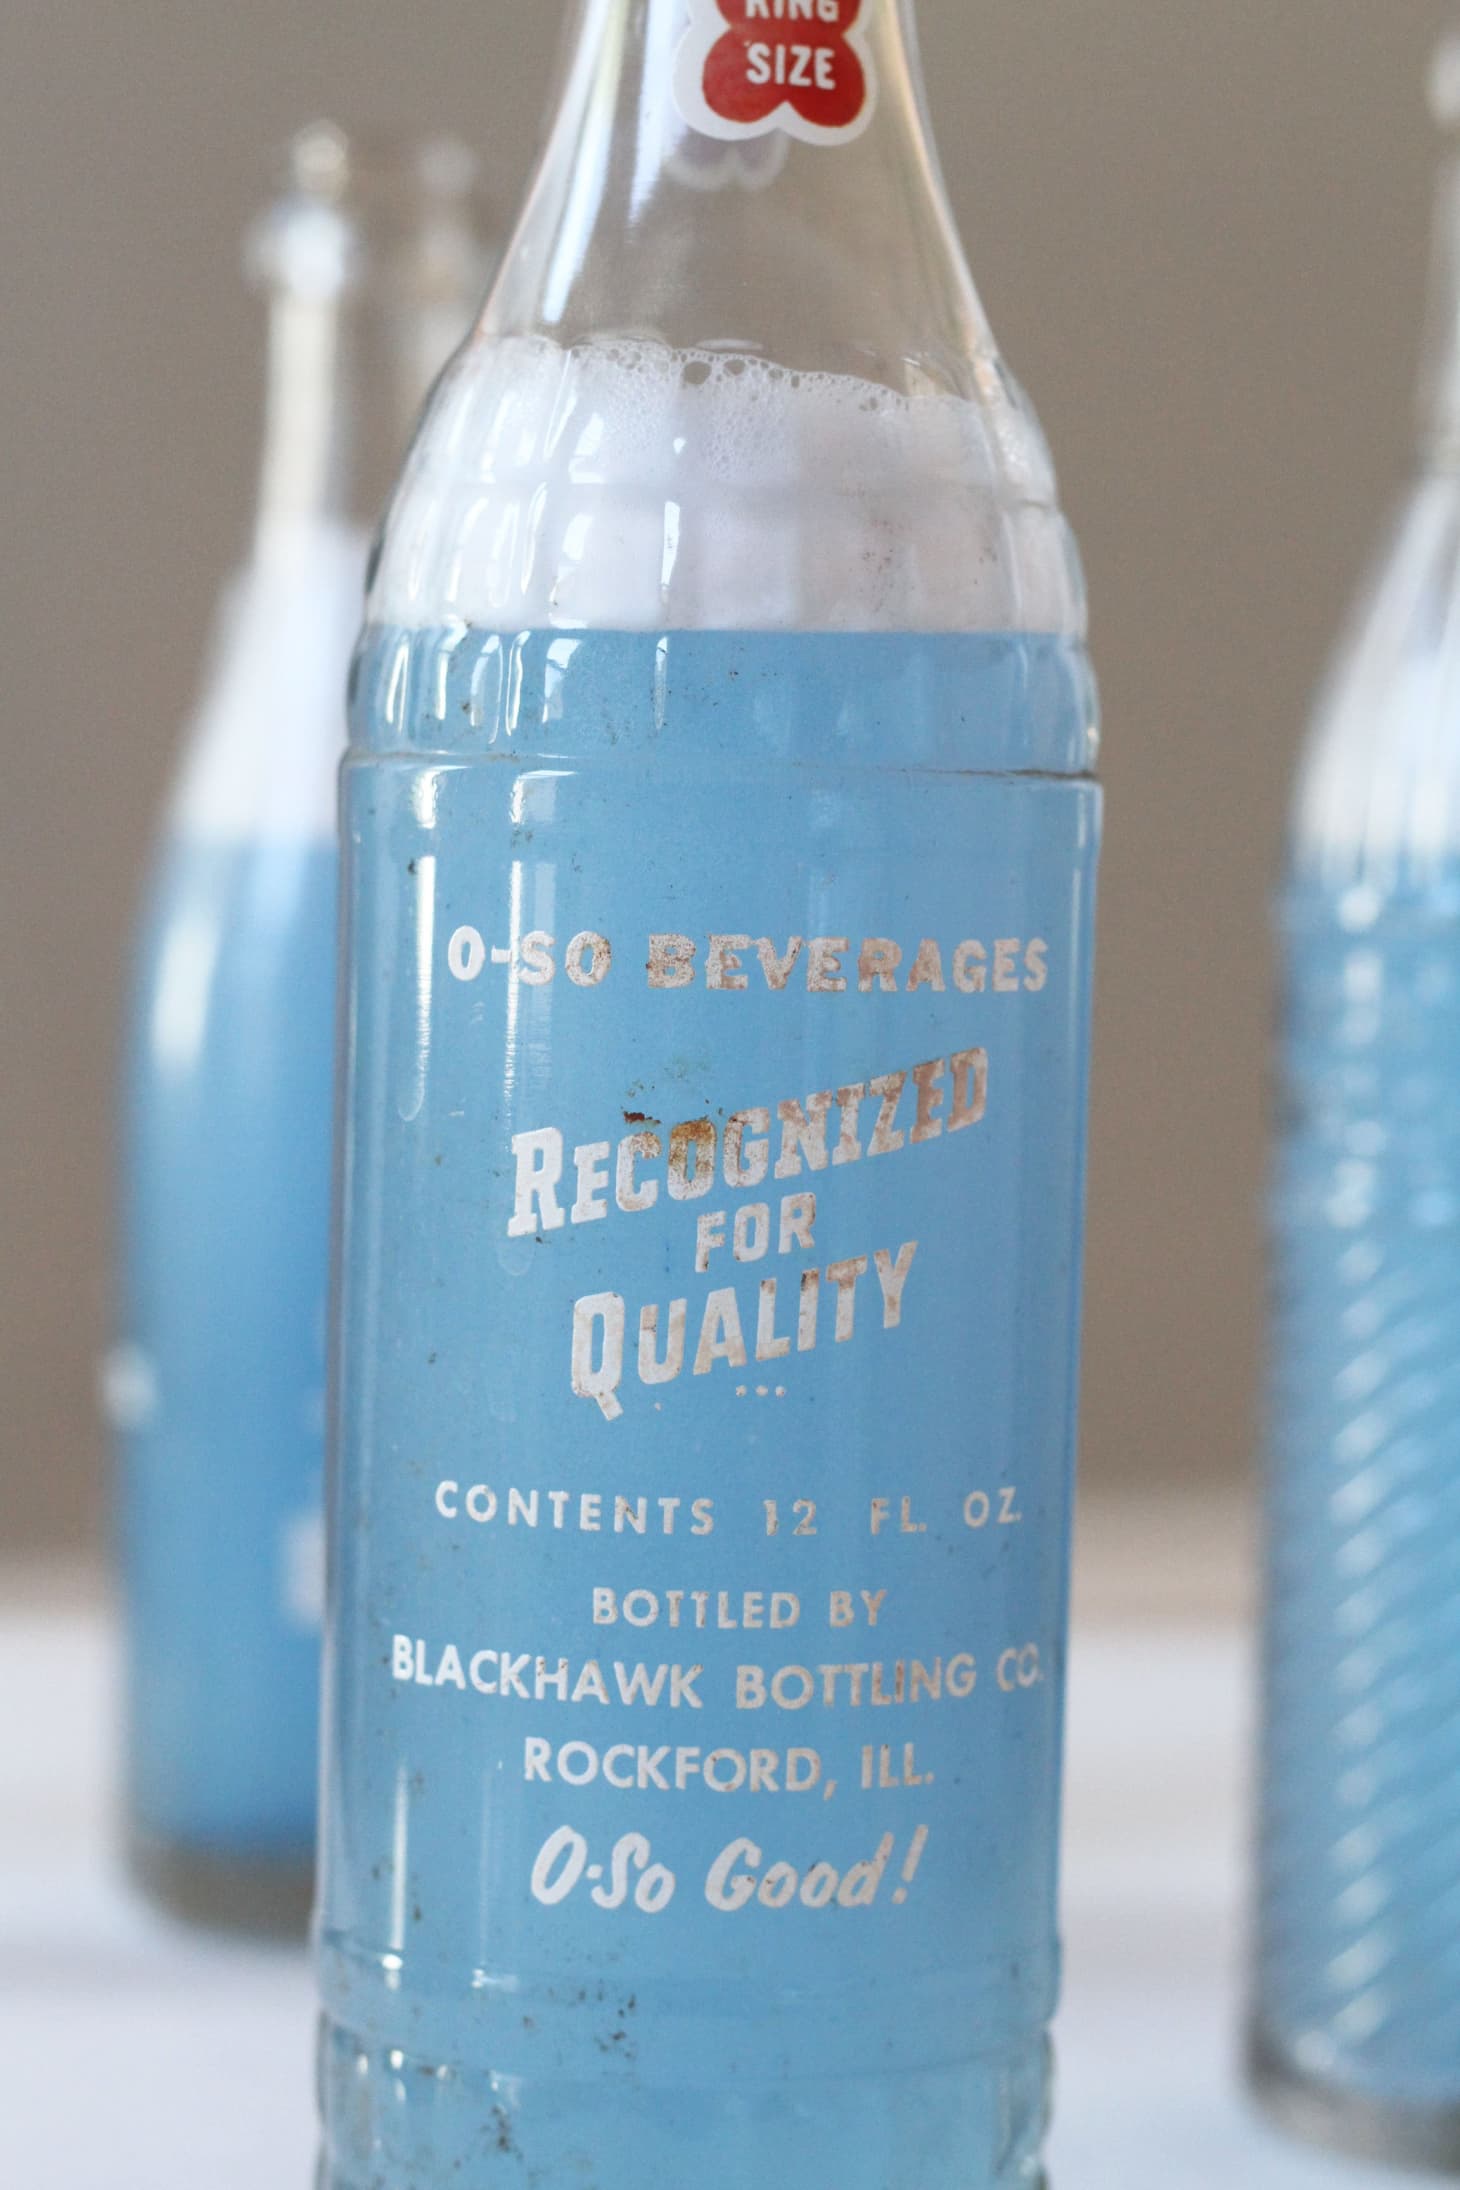 KING
SIZE
O-SO BEVERAGES
RECOGNIZED
FOR
QUALITY
...
CONTENTS 12 FL. OZ.
BOTTLED BY
BLACKHAWK BOTTLING CO.
ROCKFORD, ILL.
O-So Good!